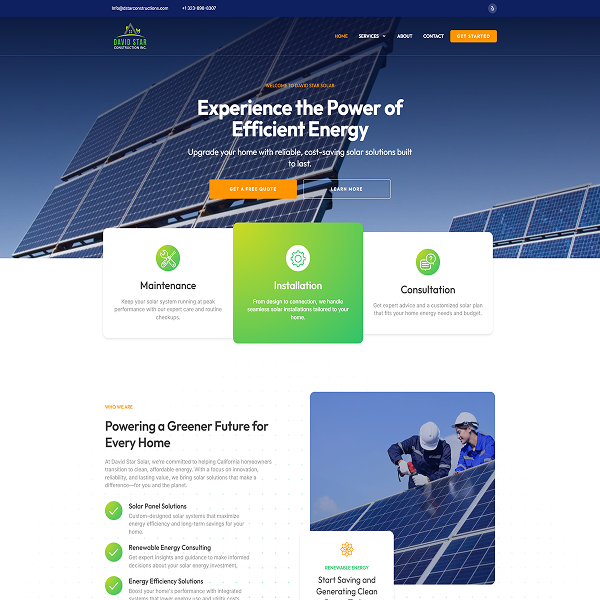 info@dstarconstructions.com +1 323-898-8307
DAVID STAR
CONSTRUCTION INC.
HOME SERVICES ABOUT CONTACT GET STARTED
WELCOME TO DAVID STAR SOLAR
Experience the Power of
Efficient Energy
Upgrade your home with reliable, cost-saving solar solutions built
to last.
GET A FREE QUOTE LEARN MORE
Maintenance
Keep your solar system running at peak
performance with our expert care and routine
checkups.
Installation
From design to connection, we handle
seamless solar installations tailored to your
home.
Consultation
Get expert advice and a customized solar plan
that fits your home energy needs and budget.
WHO WE ARE
Powering a Greener Future for
Every Home
At David Star Solar, we're committed to helping California homeowners
transition to clean, affordable energy. With a focus on innovation,
reliability, and lasting value, we bring solar solutions that make a
difference—for you and the planet.
Solar Panel Solutions
Custom-designed solar systems that maximize
energy efficiency and long-term savings for your
home.
Renewable Energy Consulting
Get expert insights and guidance to make informed
decisions about your solar energy investment.
Energy Efficiency Solutions
Boost your home's performance with integrated
systems that lower energy use and utility costs.
RENEWABLE ENERGY
Start Saving and
Generating Clean